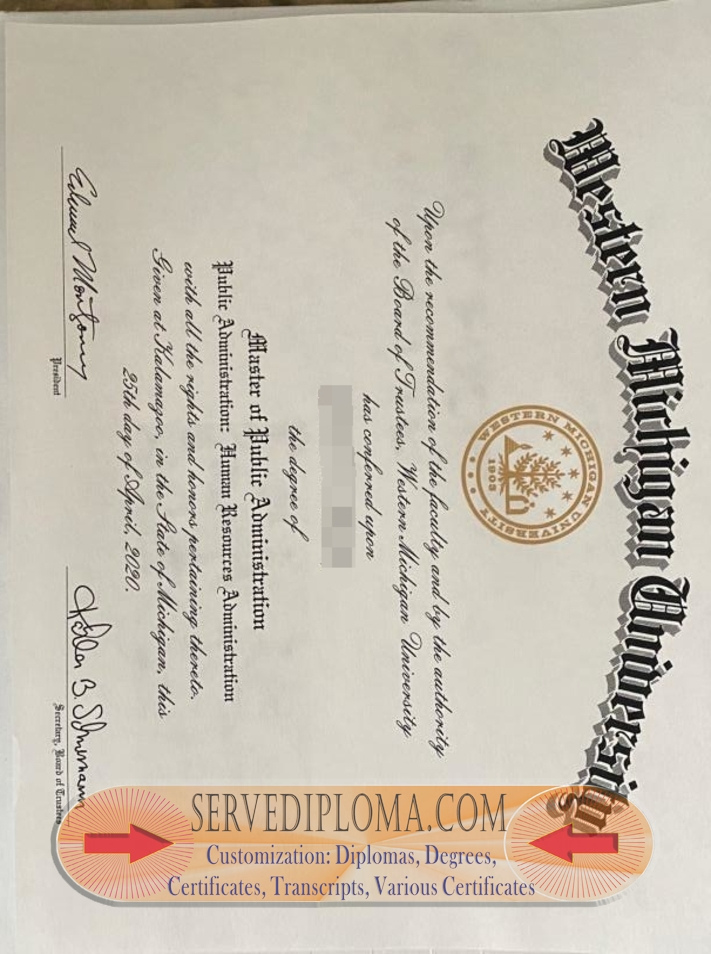 Western Michigan University
WESTERN MICHIGAN UNIVERSITY
1903
Upon the recommendation of the faculty and by the authority
of the Board of Trustees, Western Michigan University
has conferred upon
the degree of
Master of Public Administration
Public Administration: Human Resources Administration
with all the rights and honors pertaining thereto.
Given at Kalamazoo, in the State of Michigan, this
25th day of April, 2020.
Edward Montgomery
President
B.
Secretary, Board of Trustees
SERVEDIPLOMA.COM
Customization: Diplomas, Degrees,
Certificates, Transcripts, Various Certificates